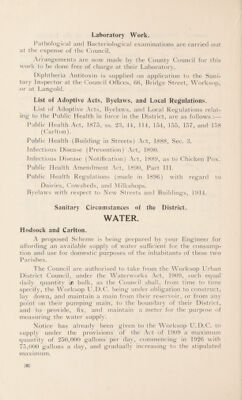 Laboratory Work.
Pathological and Bacteriological examinations are carried out
at the expense of the Council.
Arrangements are now made by the County Council for this
work to be done free of charge at their Laboratory.
Diphtheria Antitoxin is supplied on application to the Sani-
tary Inspector at the Council Offices, 66, Bridge Street, Worksop,
or at Langold.
List of Adoptive Acts, Byelaws, and Local Regulations.
List of Adoptive Acts, Byelaws, and Local Regulations relat-
ing to the Public Health in force in the District, are as follows:—
Public Health Act, 1875, ss. 23, 44, 114, 154, 155, 157, and 158
(Carlton).
Public Health (Building in Streets) Act, 1888, Sec. 3.
Infectious Disease (Prevention) Act, 1890.
Infectious Disease (Notification) Act, 1889, as to Chicken Pox.
Public Health Amendment Act, 1890, Part III.
Public Health Regulations (made in 1896) with regard to
Dairies, Cowsheds, and Milkshops.
Byelaws with respect to New Streets and Buildings, 1914.
Sanitary Circumstances of the District.
WATER.
Hodsock and Carlton.
A proposed Scheme is being prepared by your Engineer for
affording an available supply of water sufficient for the consump-
tion and use for domestic purposes of the inhabitants of these two
Parishes.
The Council are authorised to take from the Worksop Urban
District Council, under the Waterworks Act, 1909, such equal
daily quantity in bulk, as the Council shall, from time to time
specify, the Worksop U.D.C. being under obligation to construct,
lay down, and maintain a main from their reservoir, or from any
point on their pumping main, to the boundary of their District,
and to provide, fix, and maintain a meter for the purpose of
measuring the water supply.
Notice has already been given to the Worksop U.D.C. to
supply under the provisions of the Act of 1909 a maximum
quantity of 250,000 gallons per day, commencing in 1926 with
75,000 gallons a day, and gradually increasing to the stipulated
maximum.